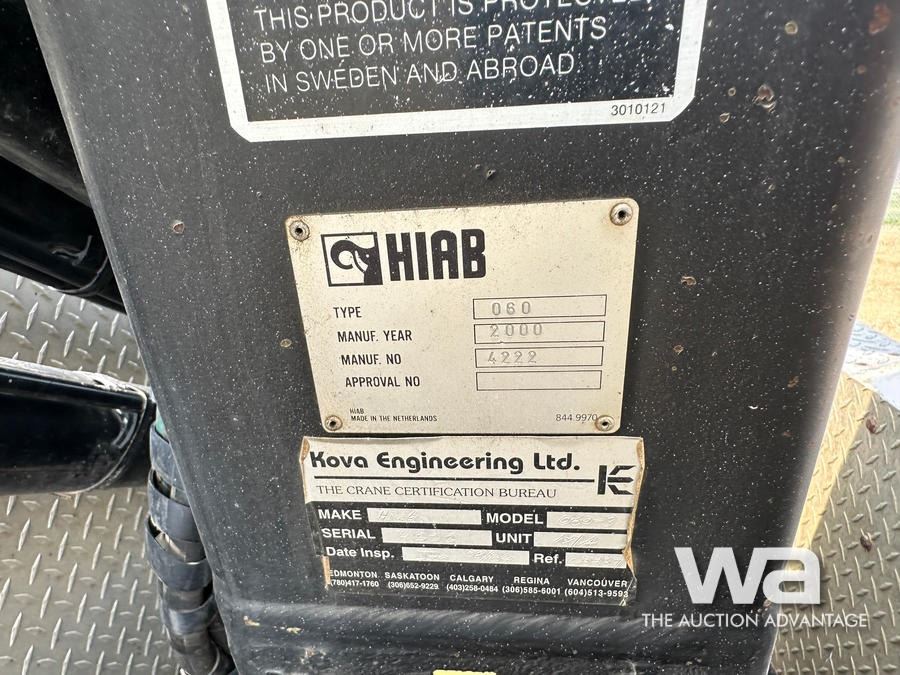 THIS PRODUCT IS PROTECTED
BY ONE OR MORE PATENTS
IN SWEDEN AND ABROAD
3010121
HIAB
TYPE 060
MANUF. YEAR 2000
MANUF. NO 4222
APPROVAL NO
HIAB
MADE IN THE NETHERLANDS 844 9970
Kova Engineering Ltd. KE
THE CRANE CERTIFICATION BUREAU
MAKE MODEL
SERIAL UNIT
Date Insp. Ref.
EDMONTON SASKATOON CALGARY REGINA VANCOUVER
(780)417-1760 (306)652-9229 (403)258-0484 (306)585-6001 (604)513-9593
wa
THE AUCTION ADVANTAGE